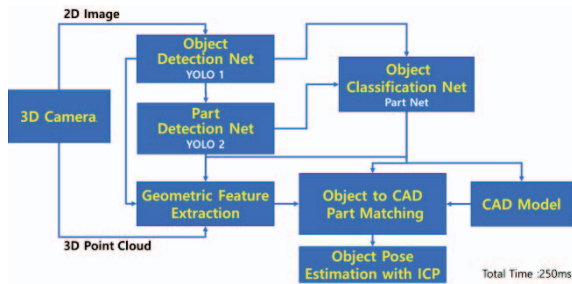 2D Image
Object
Detection Net
YOLO 1
Object
Classification Net
Part Net
3D Camera
Part
Detection Net
YOLO 2
Geometric Feature
Extraction
Object to CAD
Part Matching
CAD Model
3D Point Cloud
Object Pose
Estimation with ICP
Total Time :250ms